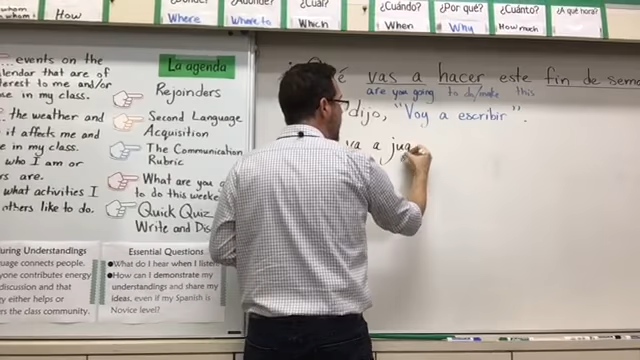 whom How
¿Dónde? Where
¿Adónde? Where to
¿Cuál? Which
¿Cuándo? When
¿Por qué? Why
¿Cuánto? How much
¿A qué hora?
events on the
that are of
to me and/or
in my class.
the weather and
it affects me and
in my class.
who I am or
are.
what activities I
others like to do.
La agenda
Rejoinders
Second Language
Acquisition
The Communication
Rubric
What are you
to do this
Quick Quiz
Write and
vas a hacer este fin de
are you going to do/make this
dijo, "Voy a escribir".
va a jug
Understandings
connects people.
contributes energy
discussion and that
either helps or
the class community.
Essential Questions
• What do I hear when I
• How can I demonstrate my
understandings and share my
ideas, even if my Spanish is
Novice level?